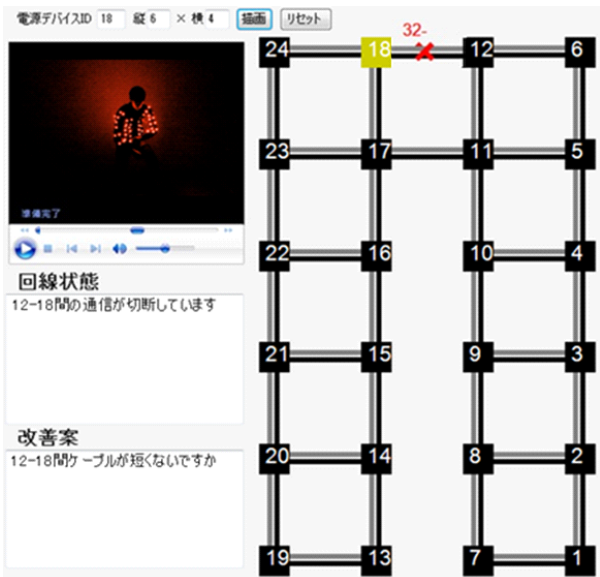 電源デバイスID 18 縦 6 × 横 4 描画 リセット
32-
24 18 12 6
23 17 11 5
準備完了
22 16 10 4
回線状態
12-18間の通信が切断しています
21 15 9 3
改善案
12-18間ケーブルが短くないですか
20 14 8 2
19 13 7 1